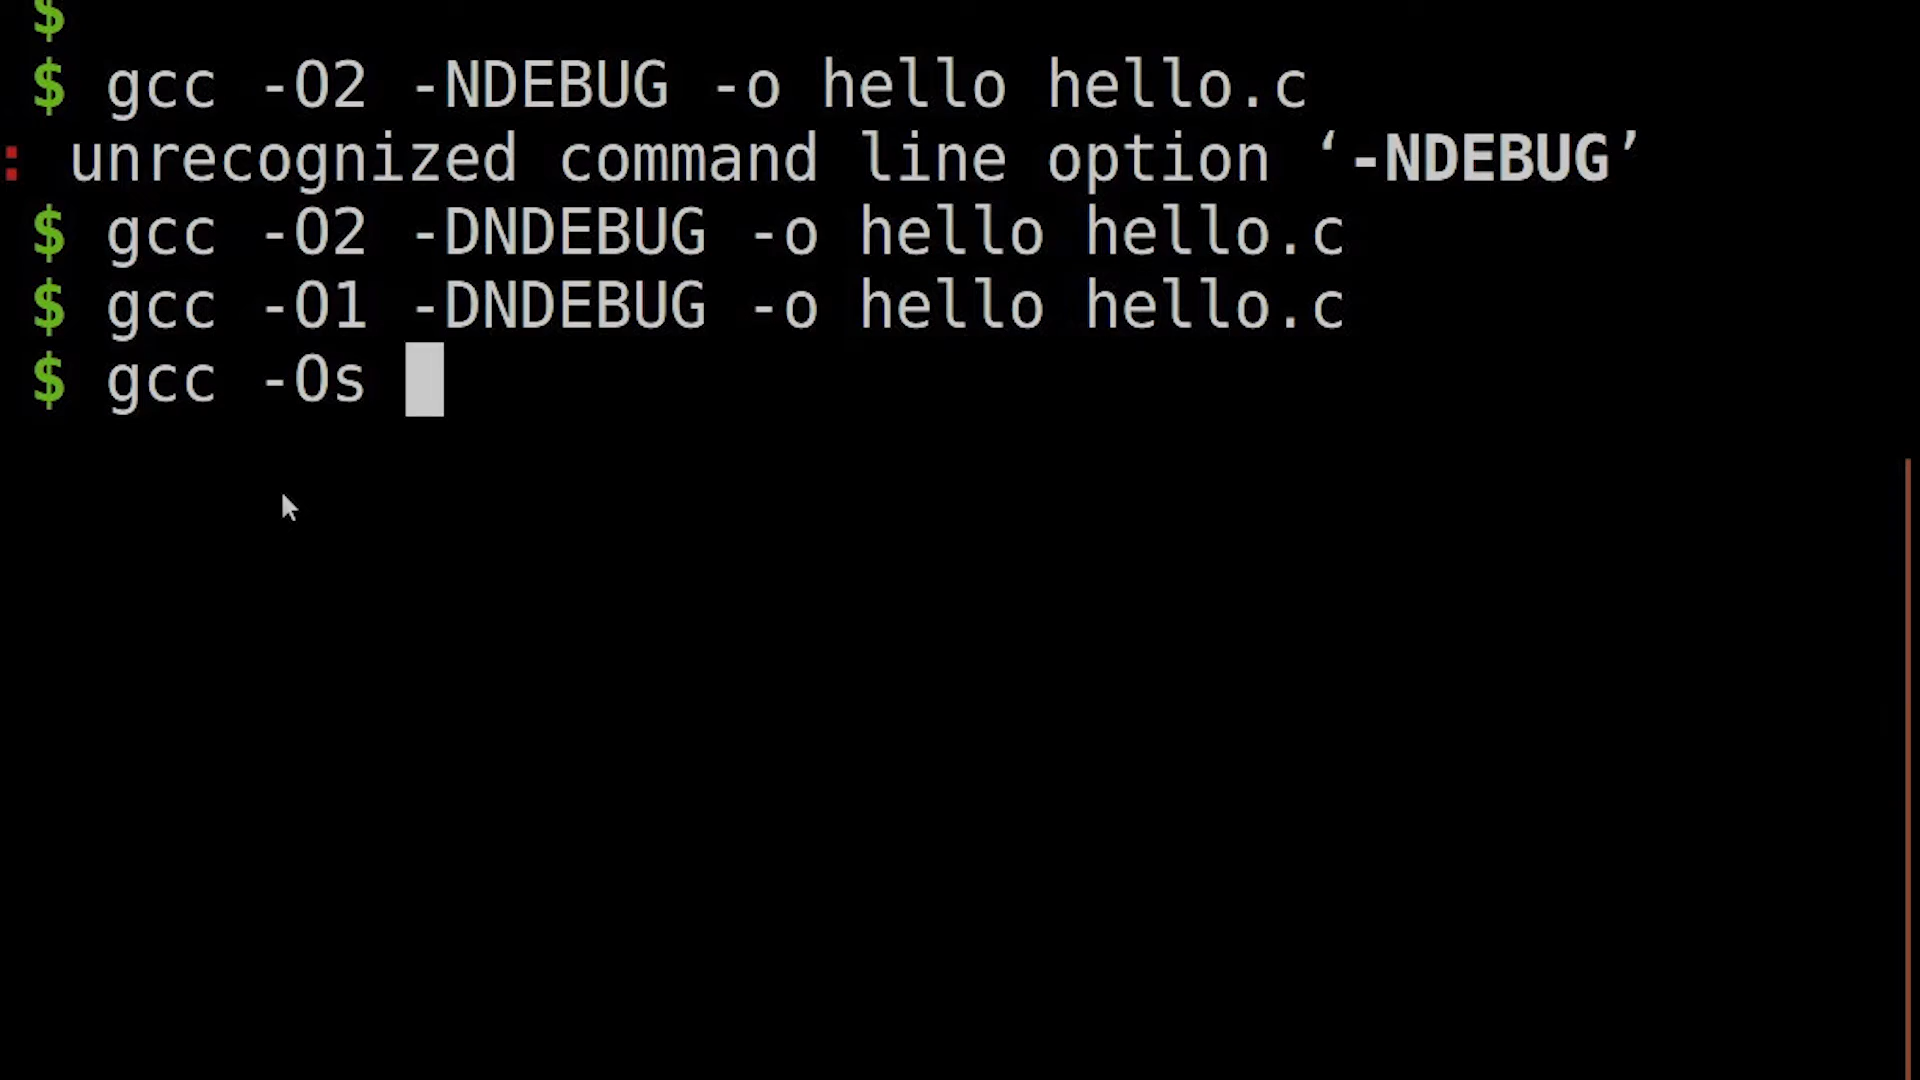 $
$ gcc -O2 -NDEBUG -o hello hello.c
: unrecognized command line option ‘-NDEBUG’
$ gcc -O2 -DNDEBUG -o hello hello.c
$ gcc -O1 -DNDEBUG -o hello hello.c
$ gcc -Os